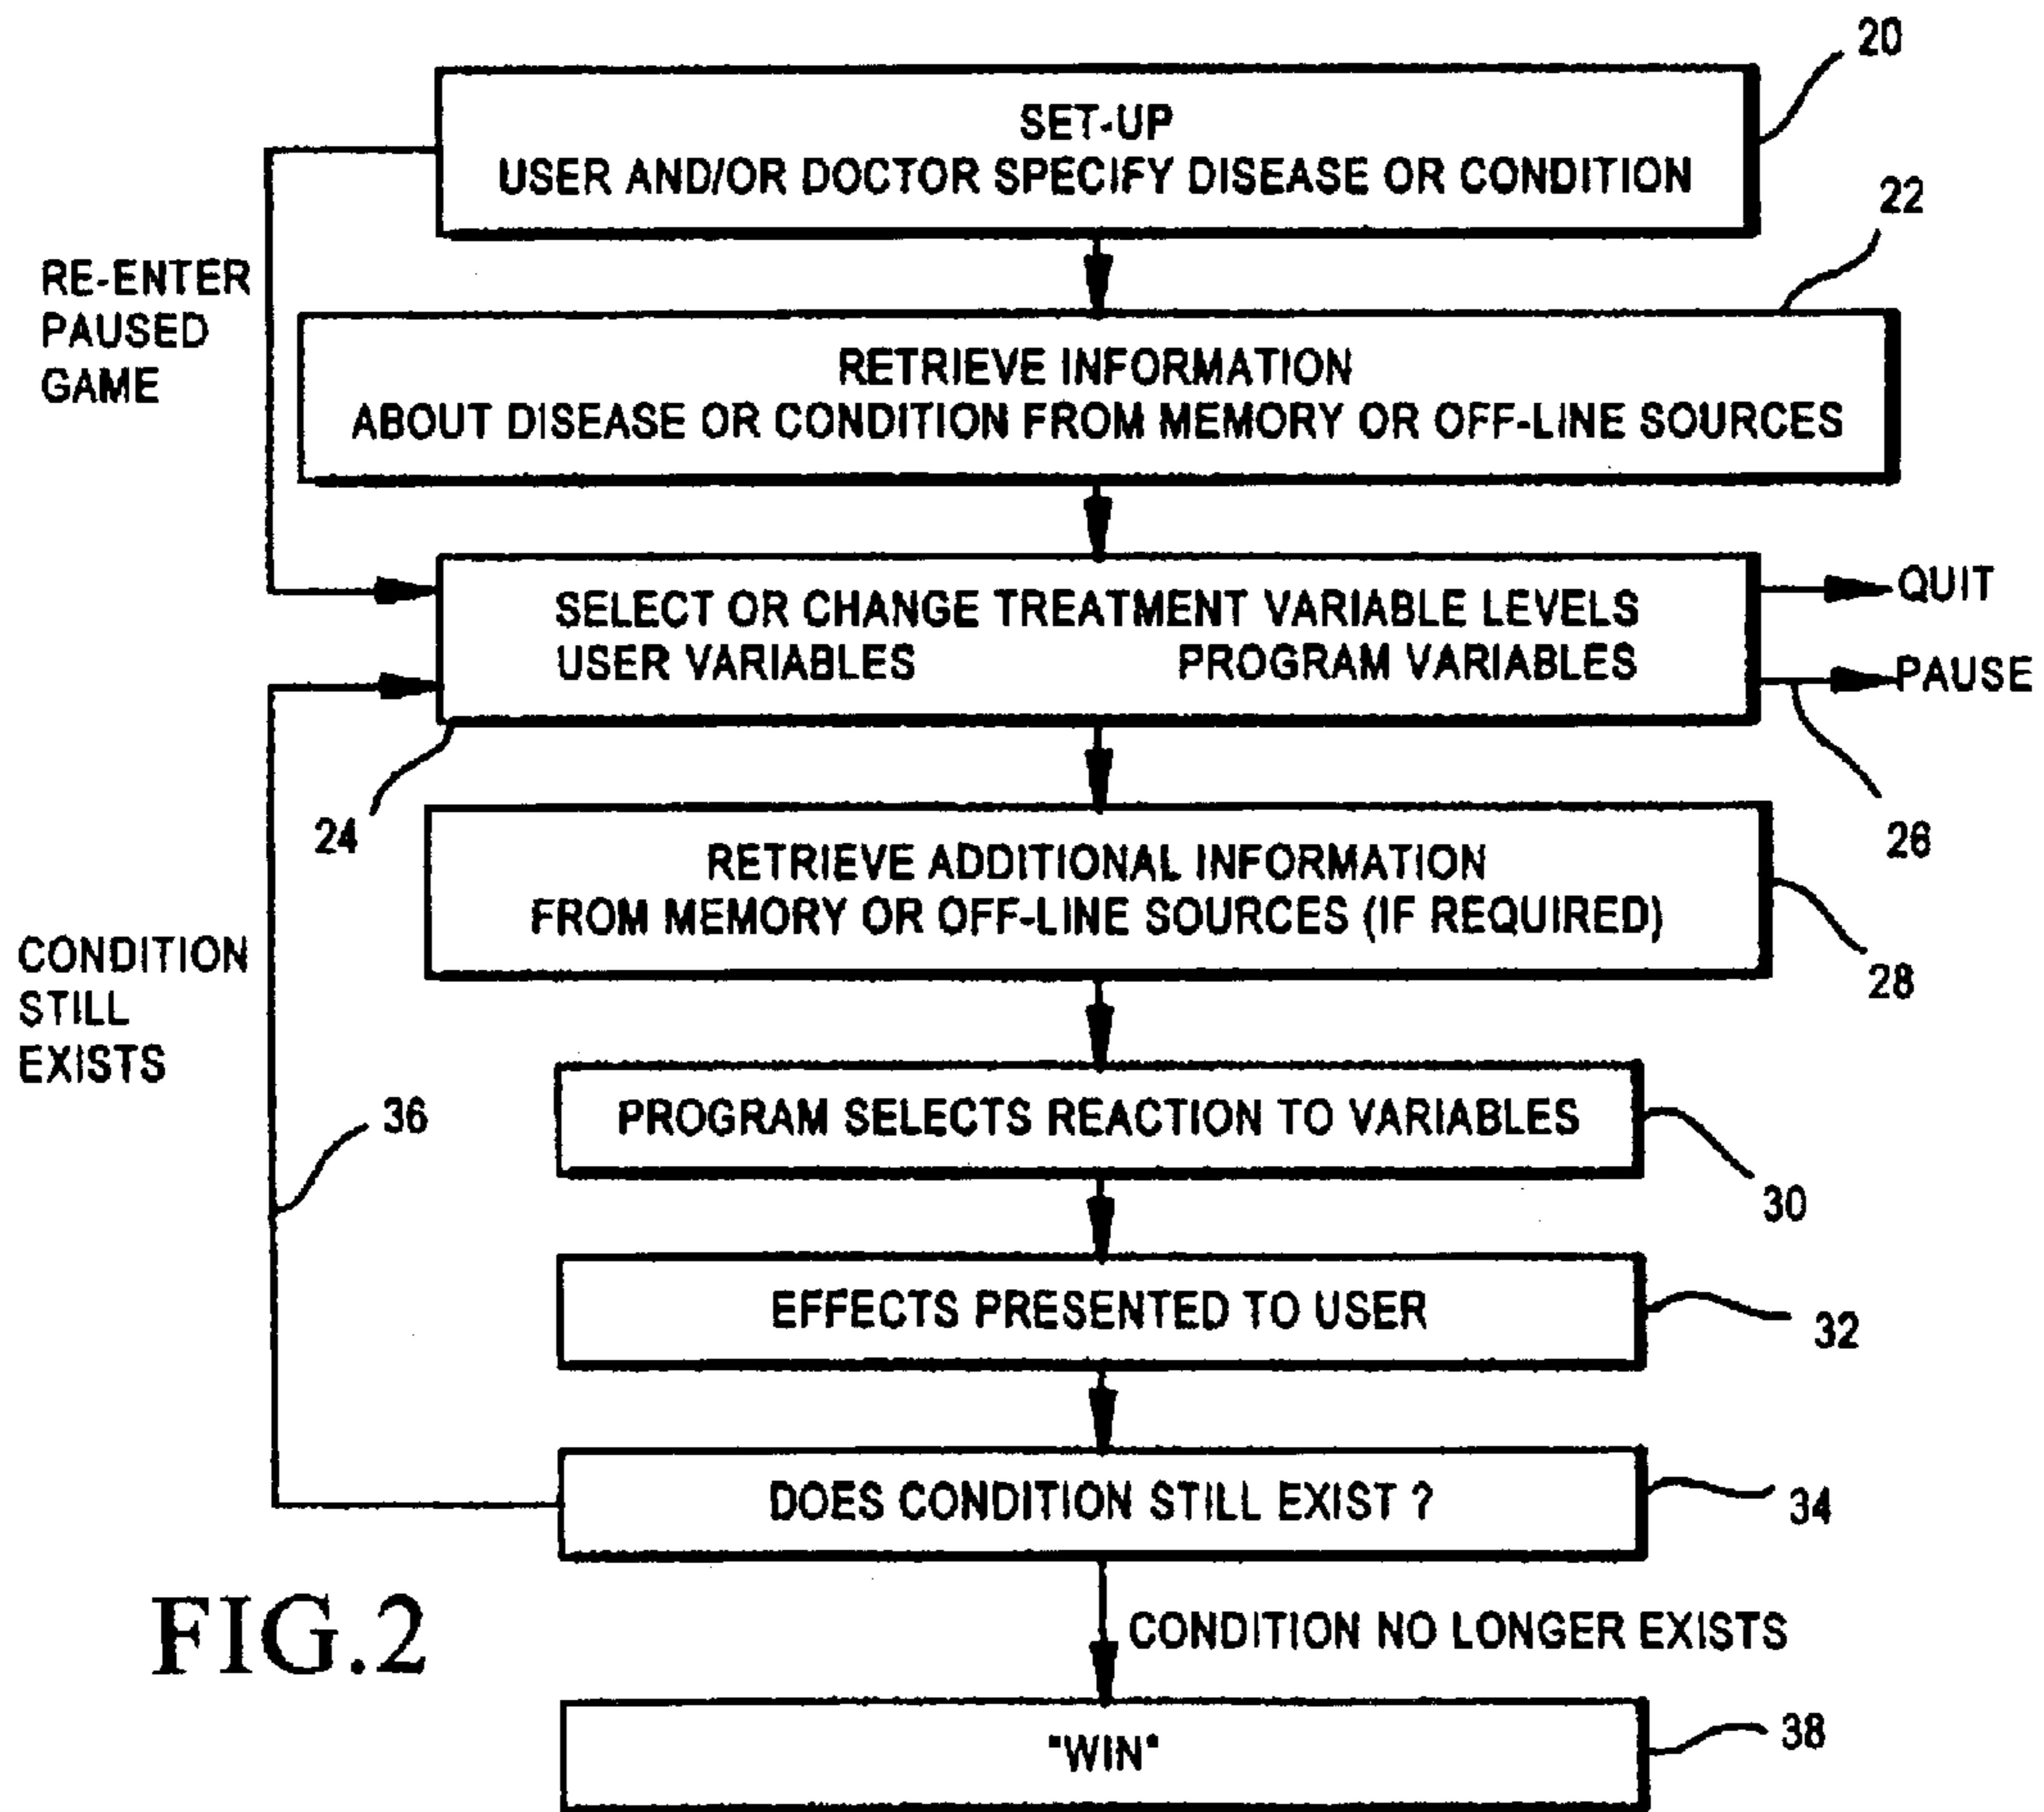 20
SET-UP
USER AND/OR DOCTOR SPECIFY DISEASE OR CONDITION
22
RE-ENTER
PAUSED
GAME
RETRIEVE INFORMATION
ABOUT DISEASE OR CONDITION FROM MEMORY OR OFF-LINE SOURCES
SELECT OR CHANGE TREATMENT VARIABLE LEVELS
USER VARIABLES PROGRAM VARIABLES
QUIT
PAUSE
24
26
RETRIEVE ADDITIONAL INFORMATION
FROM MEMORY OR OFF-LINE SOURCES (IF REQUIRED)
28
CONDITION
STILL
EXISTS
36
PROGRAM SELECTS REACTION TO VARIABLES
30
EFFECTS PRESENTED TO USER
32
DOES CONDITION STILL EXIST ?
34
CONDITION NO LONGER EXISTS
FIG.2
"WIN"
38